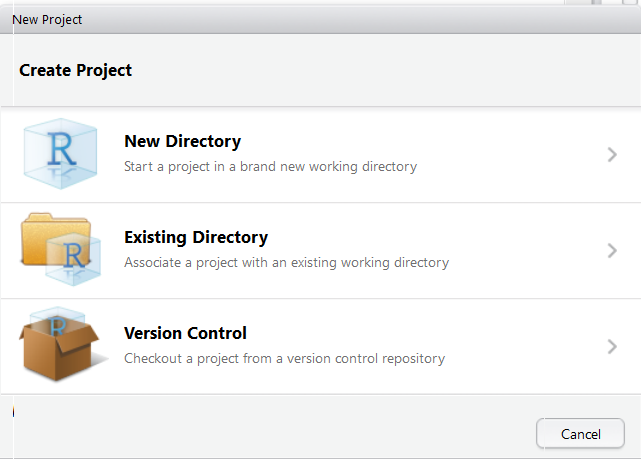 New Project
Create Project
R
New Directory
Start a project in a brand new working directory
R
Existing Directory
Associate a project with an existing working directory
R
Version Control
Checkout a project from a version control repository
Cancel